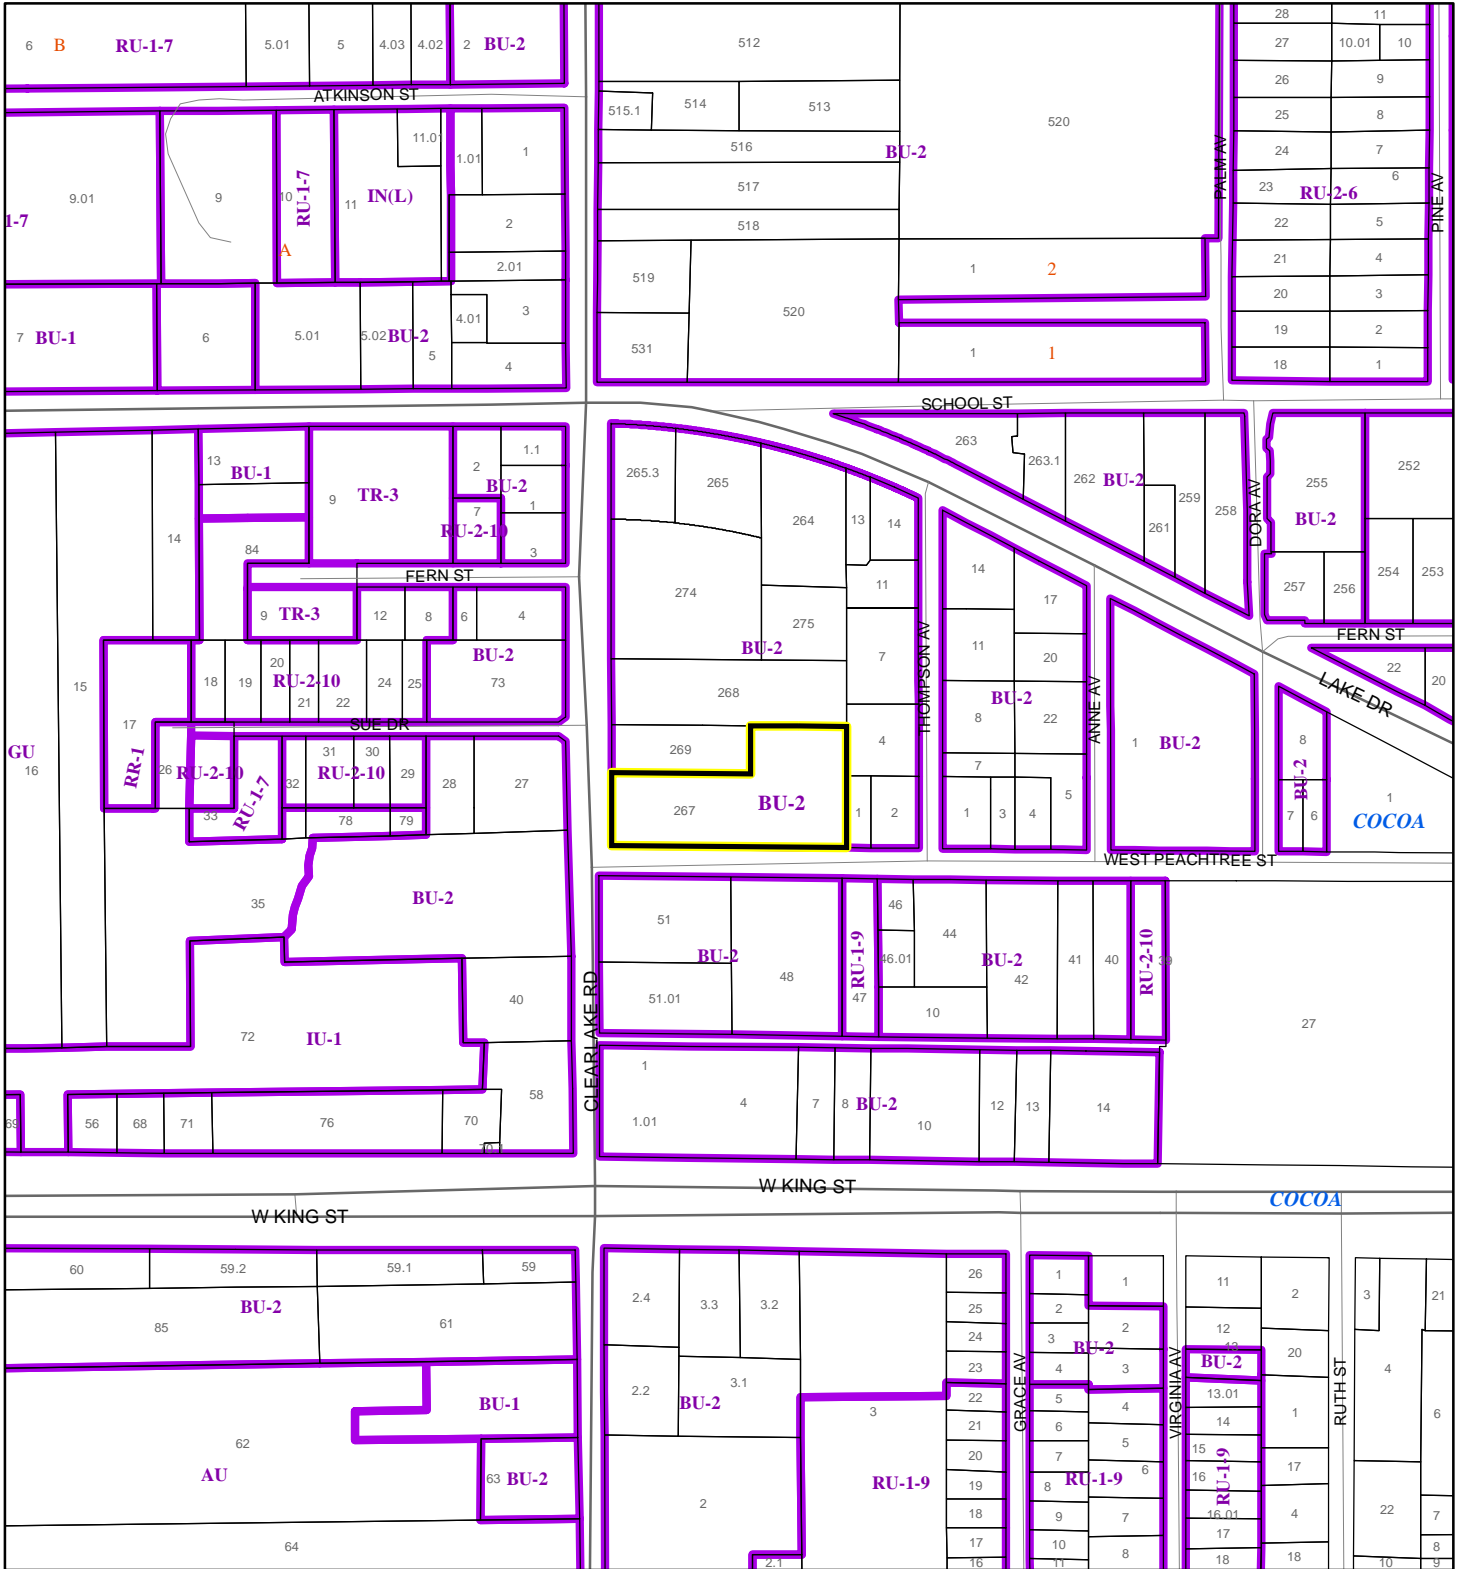 6 B RU-1-7 5.01 5 4.03 4.02 2 BU-2
512
28 11
27 10.01 10
26 9
25 8
24 7
23 6
RU-2-6
22 5
21 4
20 3
19 2
18 1
PALM AV
PINE AV
ATKINSON ST
515.1 514 513
520
516
BU-2
517
518
519
520
531
1 2
1 1
9.01
1-7
9
10
RU-1-7
A
11
IN(L)
11.01
1.01
1
2
2.01
3
4.01
4
7 BU-1
6
5.01
5.02
BU-2
5
SCHOOL ST
13
BU-1
14
84
9 TR-3
2
1.1
BU-2
7
1
RU-2-10
3
FERN ST
9 TR-3
12 8 6 4
BU-2
73
15
17
18 19 20
RU-2-10
21 22 24 25
SUE DR
GU
16
RR-1
26
RU-2-10
33
RU-1-7
32 31 30
RU-2-10
29 28 27
78 79
35
BU-2
265.3 265
264
13 14
11
274
275
BU-2
7
268
269
4
267
BU-2
1 2
THOMPSON AV
263
263.1
262
BU-2
261
259
258
DORA AV
255
BU-2
252
257 256
254 253
FERN ST
22 20
LAKE DR
14
17
11
20
BU-2
8
22
7
1 3 4 5
ANNE AV
1 BU-2
8
BU-2
7 6
1
COCOA
WEST PEACHTREE ST
51
BU-2
51.01
48
RU-1-9
47
46
46.01
44
BU-2
42
10
41 40
RU-2-10
39
27
40
72 IU-1
58
CLEARLAKE RD
69
56 68 71 76 70
1
1.01
4
7 8 BU-2
10
12 13 14
W KING ST
W KING ST
COCOA
60 59.2 59.1 59
BU-2
85
61
BU-1
62
AU
63 BU-2
64
2.4
3.3 3.2
2.2
3.1
BU-2
3
2
2.1
RU-1-9
26
25
24
23
22
21
20
19
18
17
16
GRACE AV
1 1
2
2
3
BU-2
4 3
5
4
6
5
7
6
RU-1-9
8
9 7
10
8
11
VIRGINIA AV
11
12
13
BU-2
13.01
14
15
16
RU-1-9
16.01
17
18
2
20
1
17
4
18
RUTH ST
3
21
4
6
22
7
8
10 9